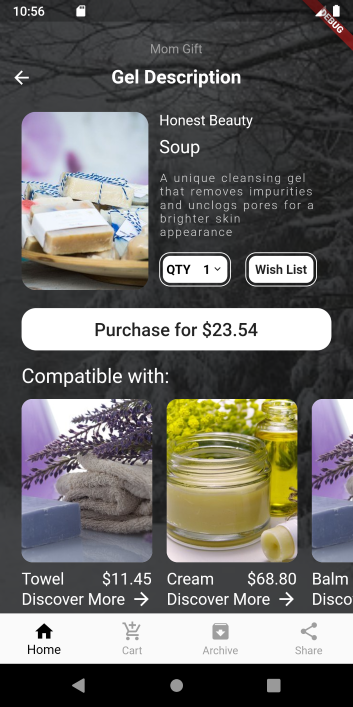 10:56
DEBUG
Mom Gift
Gel Description
Honest Beauty
Soup
A unique cleansing gel
that removes impurities
and unclogs pores for a
brighter skin
appearance
QTY 1 Wish List
Purchase for $23.54
Compatible with:
Towel $11.45 Cream $68.80 Balm
Discover More Discover More Disco
Home Cart Archive Share